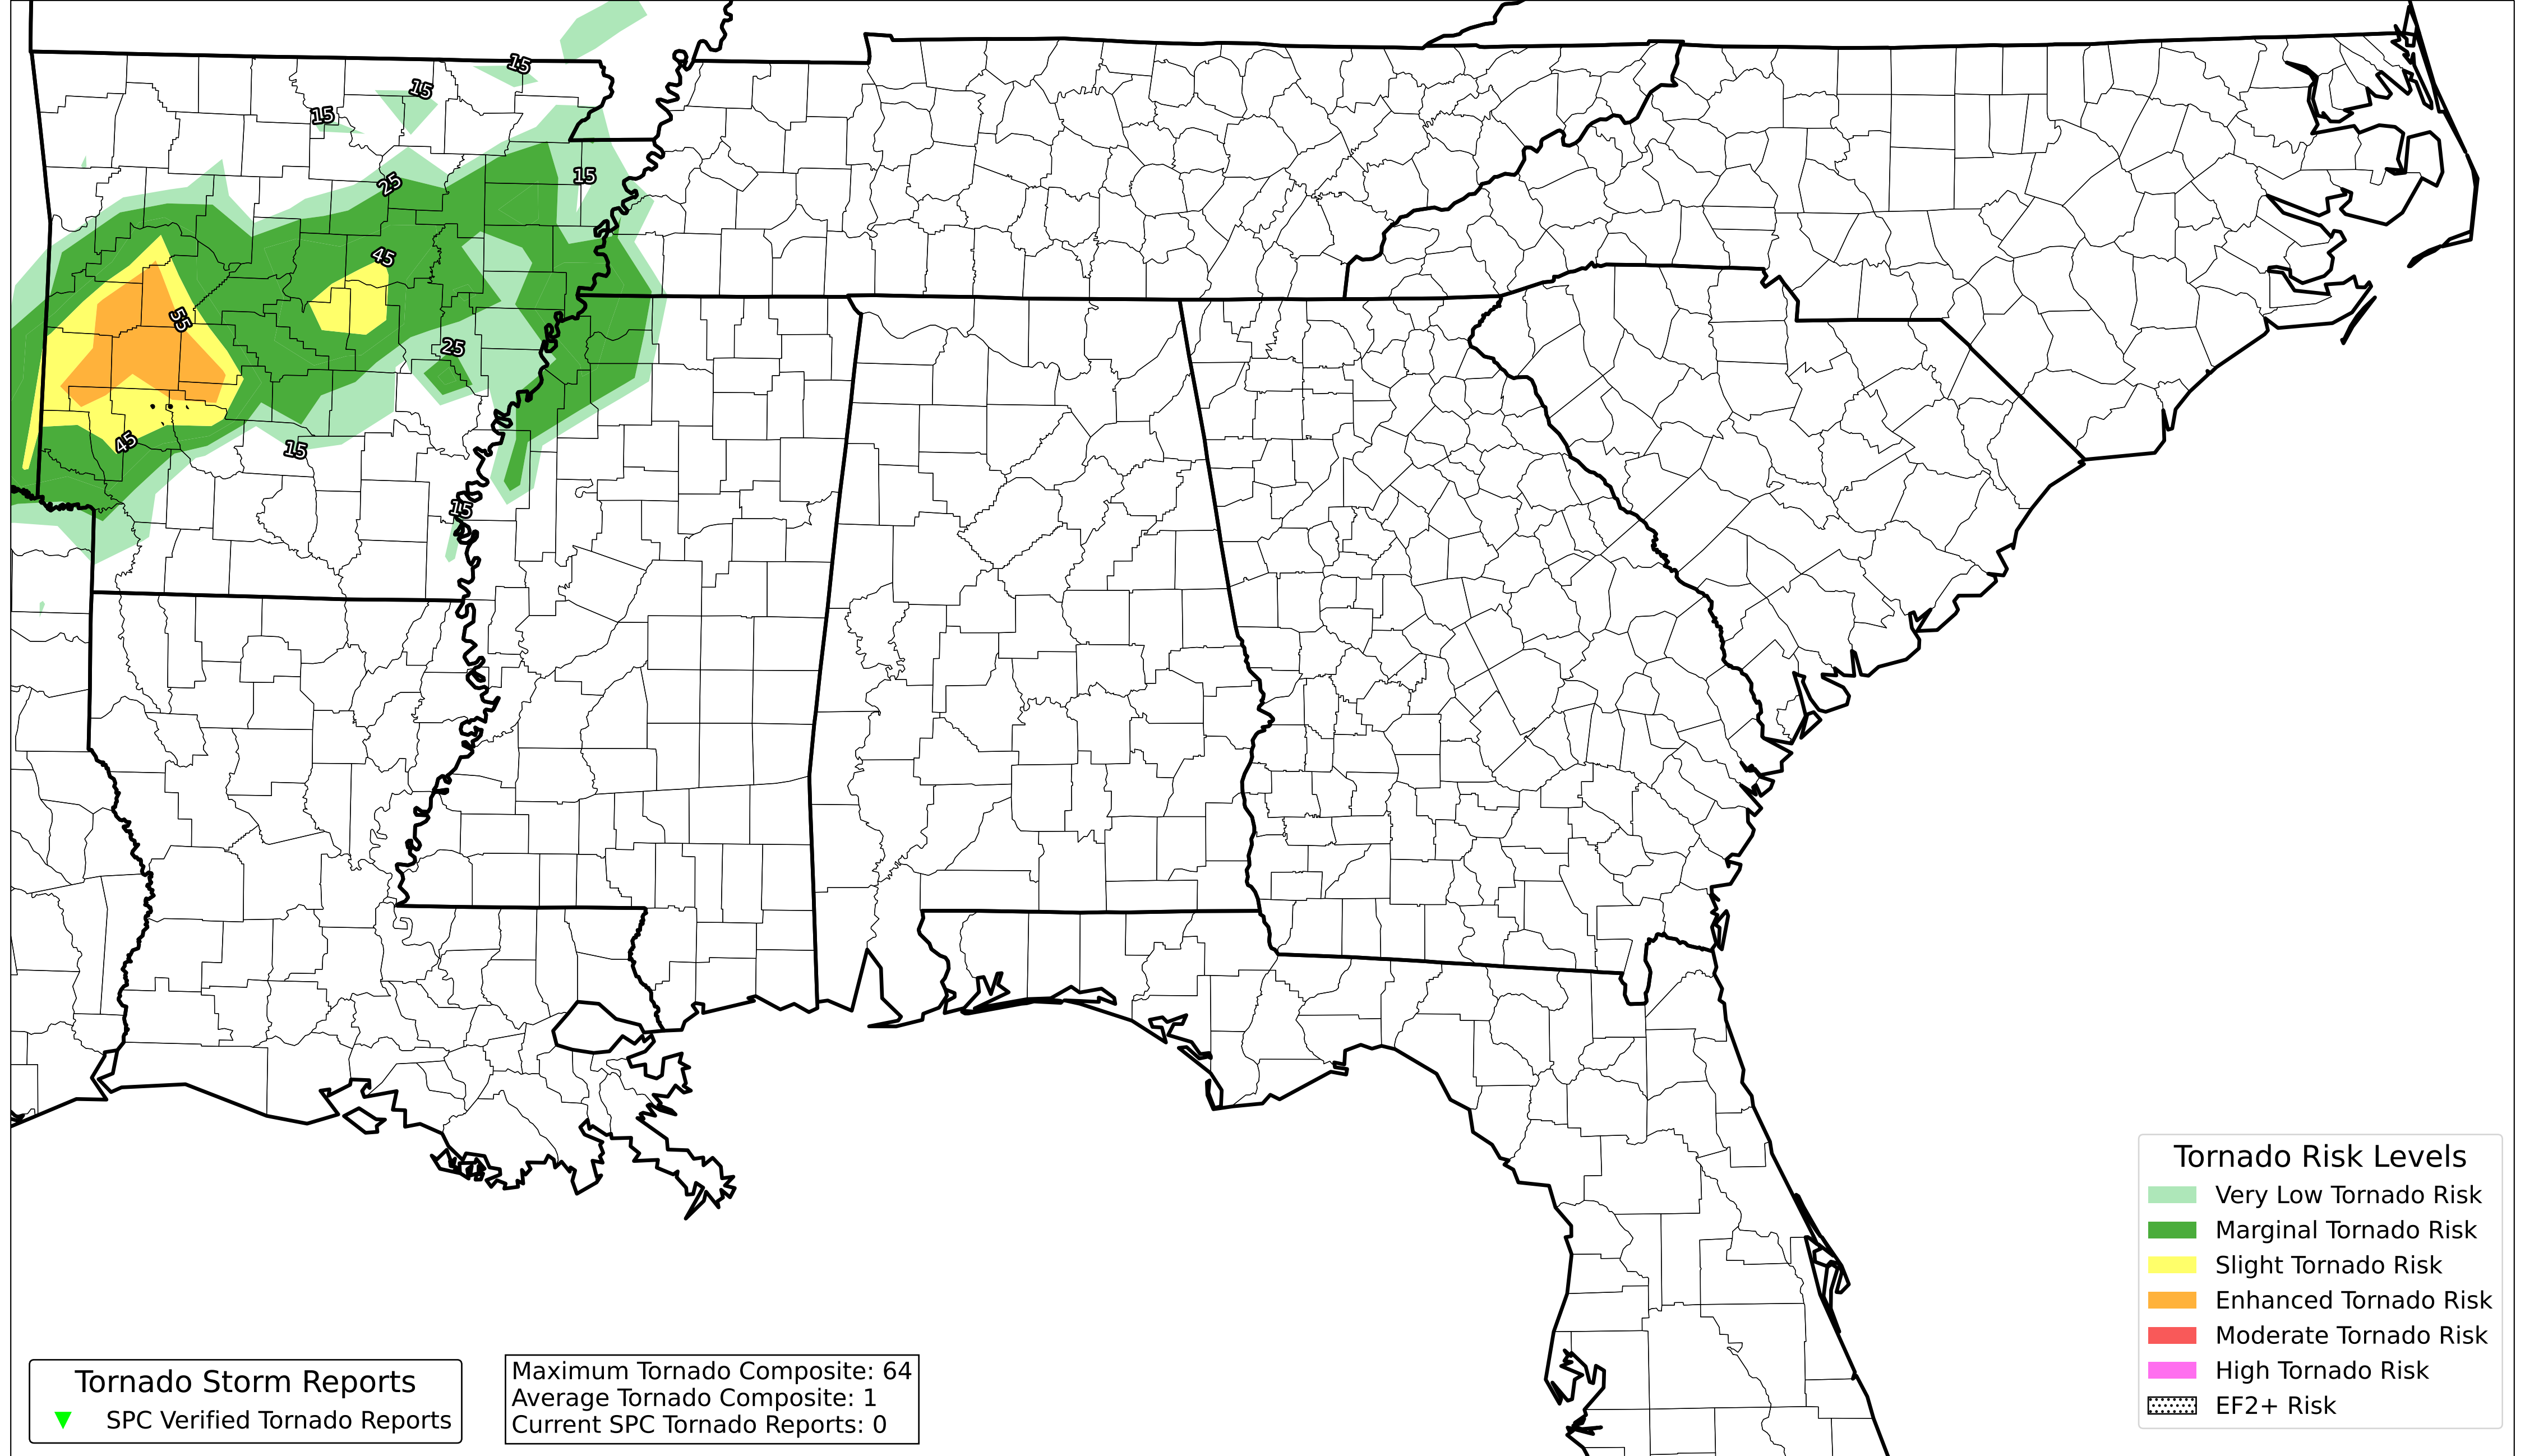 15
15
15
15
25
45
55
25
45
15
15
Tornado Risk Levels
Very Low Tornado Risk
Marginal Tornado Risk
Slight Tornado Risk
Enhanced Tornado Risk
Moderate Tornado Risk
High Tornado Risk
EF2+ Risk
Tornado Storm Reports
SPC Verified Tornado Reports
Maximum Tornado Composite: 64
Average Tornado Composite: 1
Current SPC Tornado Reports: 0